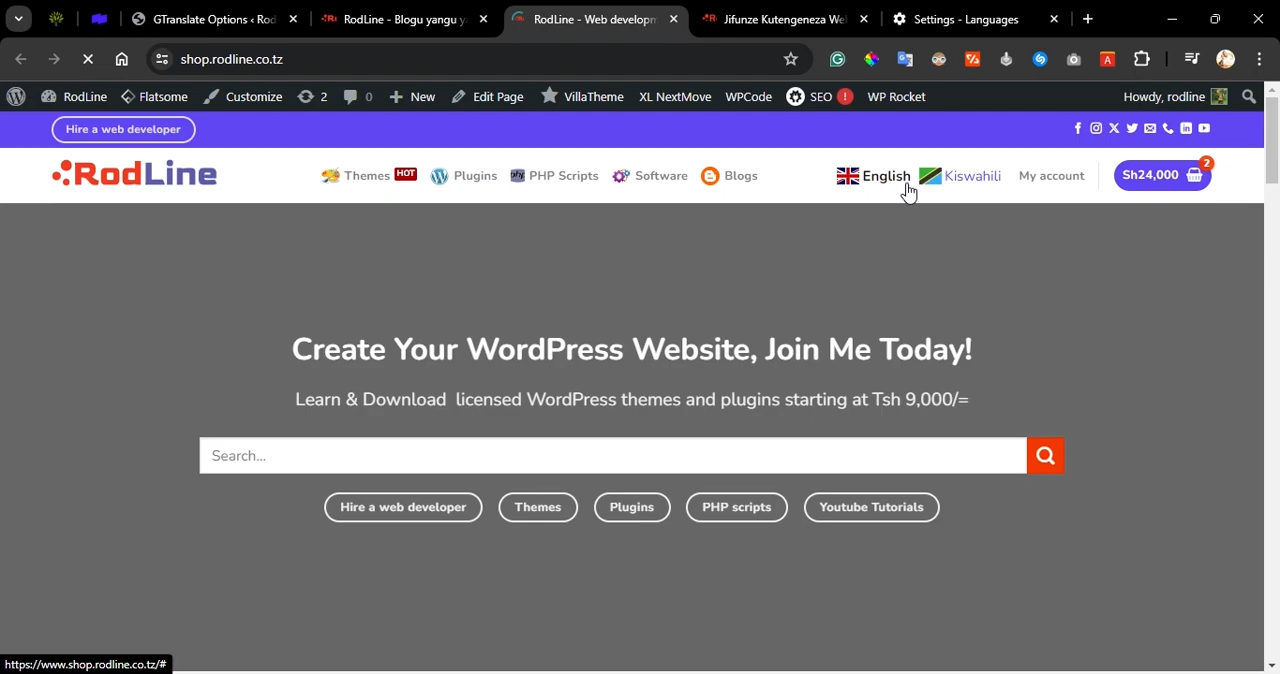 GTranslate Options ‹ Rod
RodLine - Blogu yangu y
RodLine - Web developm
Jifunze Kutengeneza We
Settings - Languages
shop.rodline.co.tz
RodLine Flatsome Customize 2 0 New Edit Page VillaTheme XL NextMove WPCode SEO ! WP Rocket Howdy, rodline
Hire a web developer
RodLine Themes HOT Plugins PHP Scripts Software Blogs English Kiswahili My account Sh24,000 2
Create Your WordPress Website, Join Me Today!
Learn & Download licensed WordPress themes and plugins starting at Tsh 9,000/=
Search...
Hire a web developer Themes Plugins PHP scripts Youtube Tutorials
https://www.shop.rodline.co.tz/#